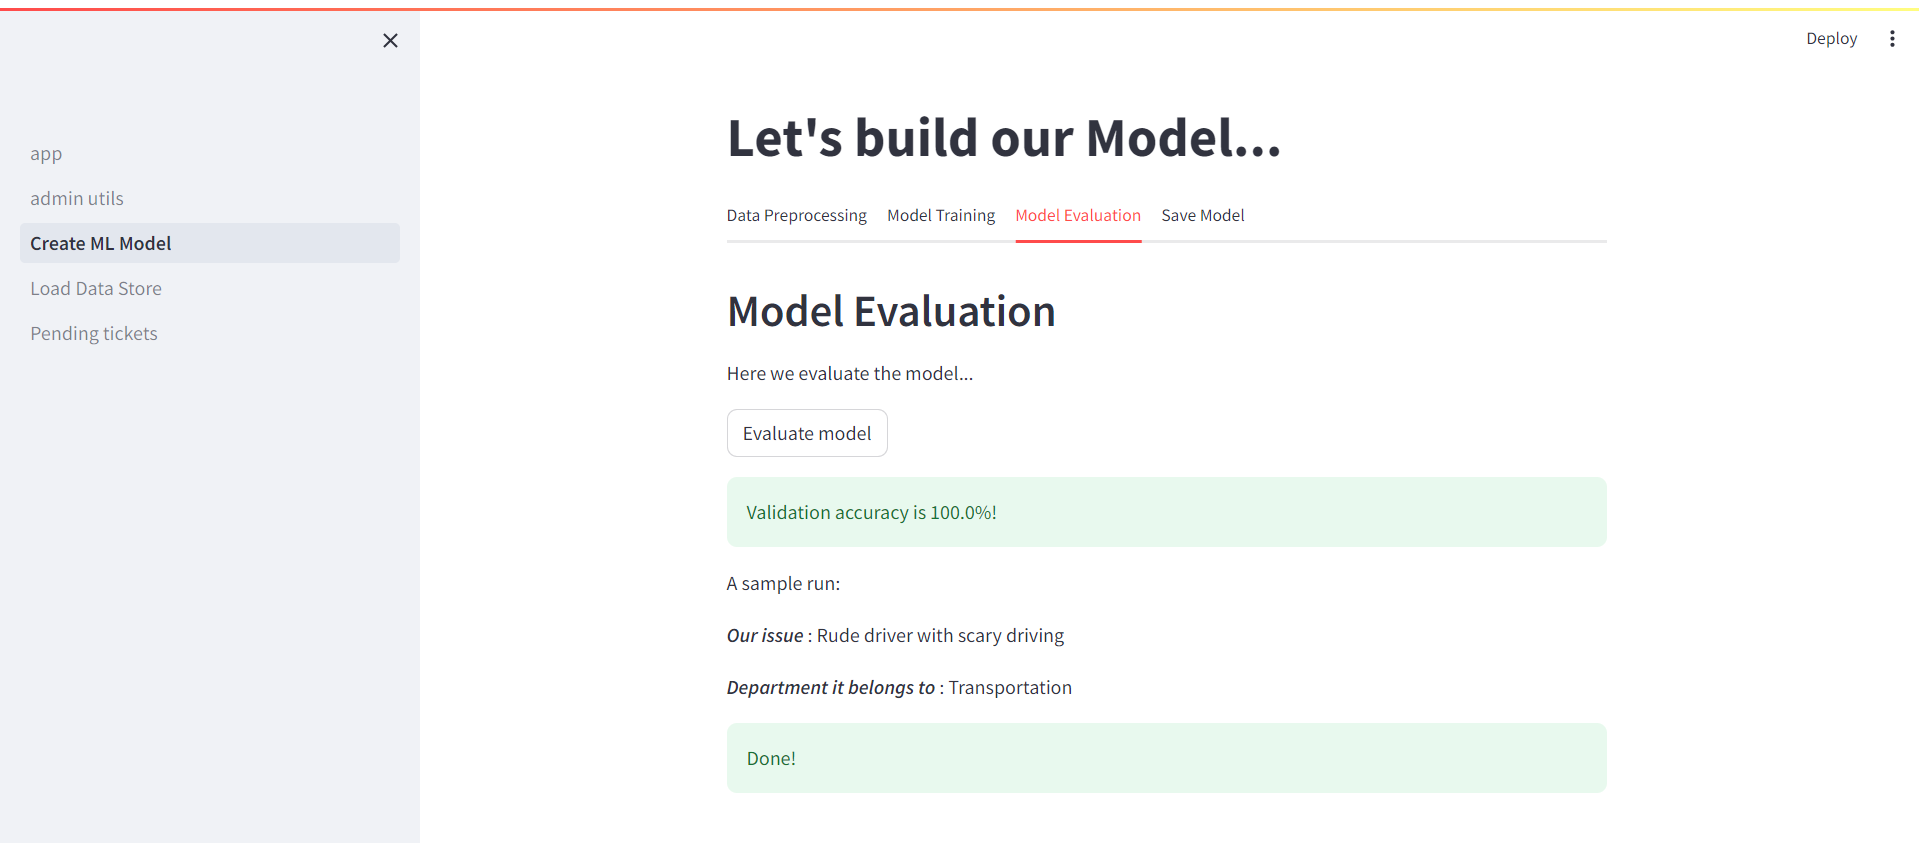 Deploy
app
admin utils
Create ML Model
Load Data Store
Pending tickets
Let's build our Model...
Data Preprocessing Model Training Model Evaluation Save Model
Model Evaluation
Here we evaluate the model...
Evaluate model
Validation accuracy is 100.0%!
A sample run:
Our issue : Rude driver with scary driving
Department it belongs to : Transportation
Done!